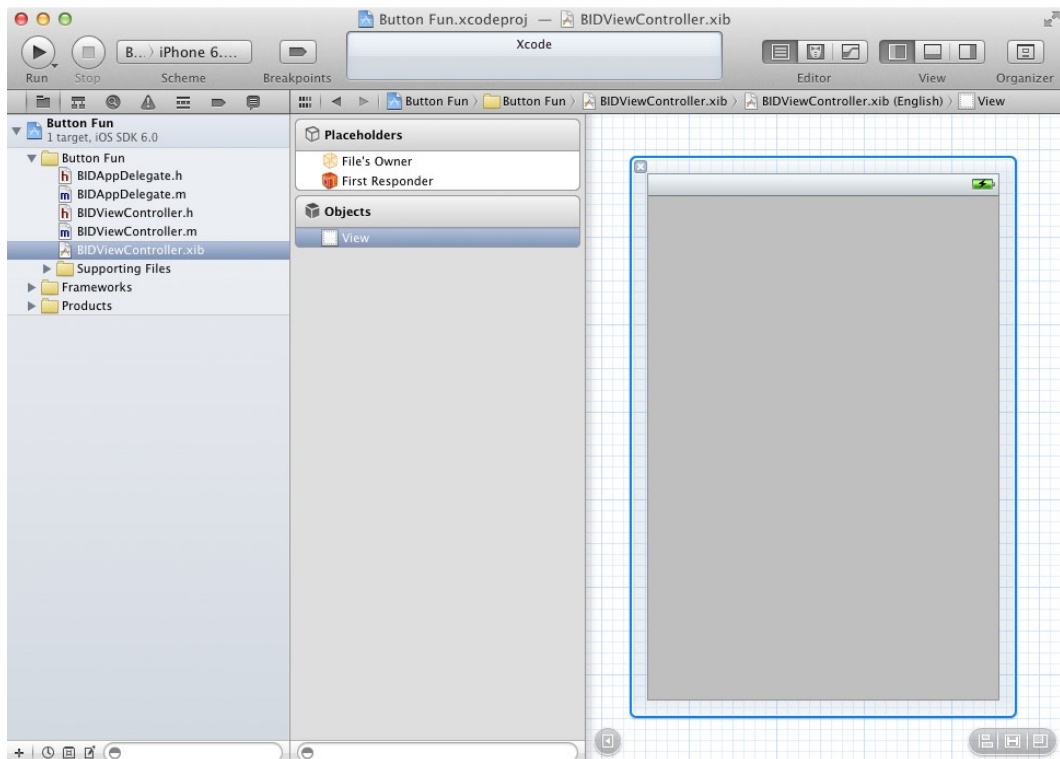 Button Fun.xcodeproj — BIDViewController.xib
B... iPhone 6....
Xcode
Run Stop Scheme Breakpoints Editor View Organizer
Button Fun Button Fun BIDViewController.xib BIDViewController.xib (English) View
Button Fun
1 target, iOS SDK 6.0
Button Fun
h BIDAppDelegate.h
m BIDAppDelegate.m
h BIDViewController.h
m BIDViewController.m
BIDViewController.xib
Supporting Files
Frameworks
Products
Placeholders
File's Owner
First Responder
Objects
View